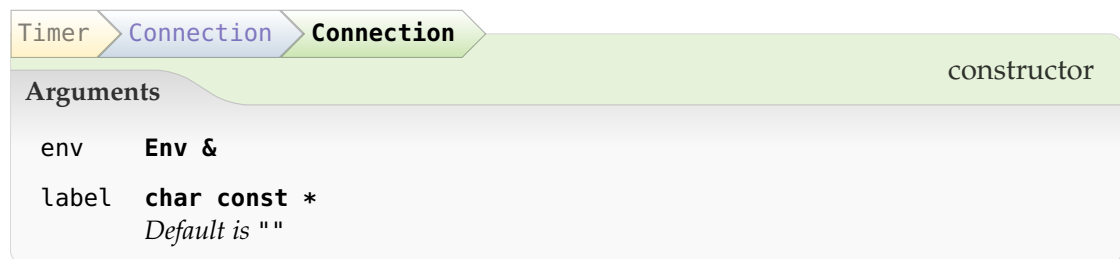 Timer Connection Connection
constructor
Arguments
env Env &
label char const *
Default is ""